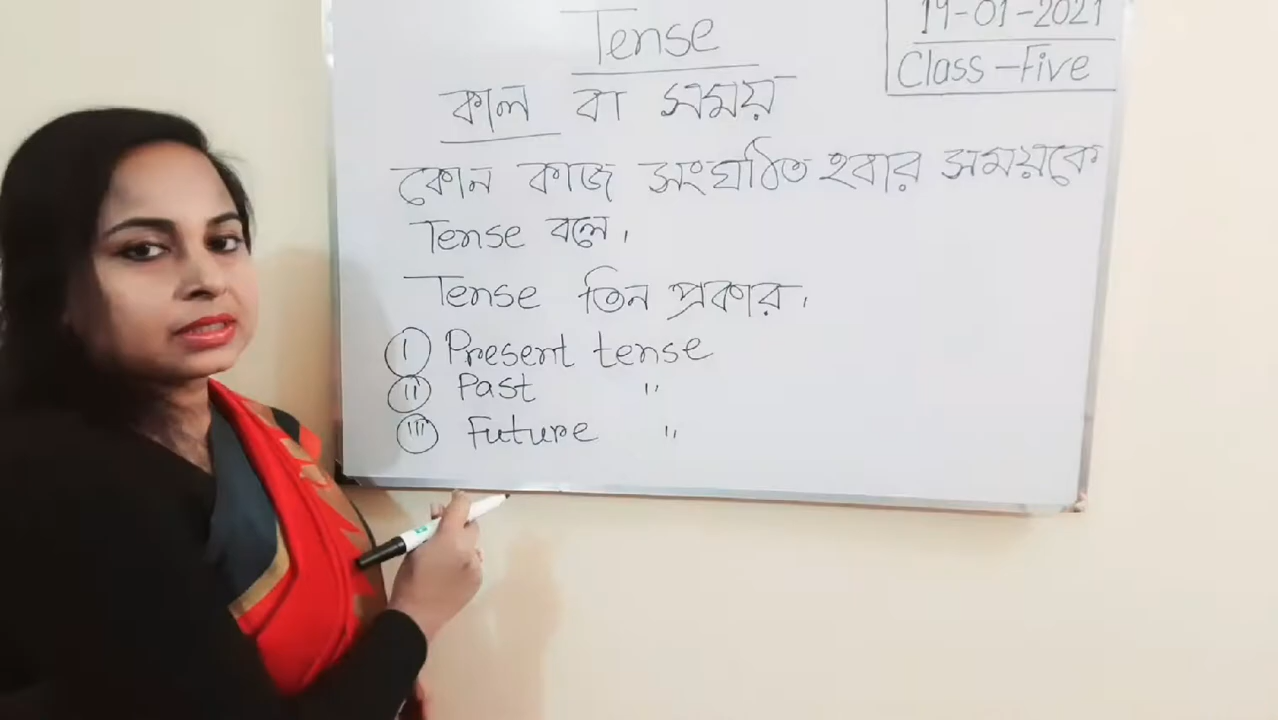 Tense
19-01-2021
Class-Five
কাল বা সময়
কোন কাজ সংঘঠিত হবার সময়কে
Tense বলে।
Tense তিন প্রকার।
(i) Present tense
(ii) Past "
(iii) Future "